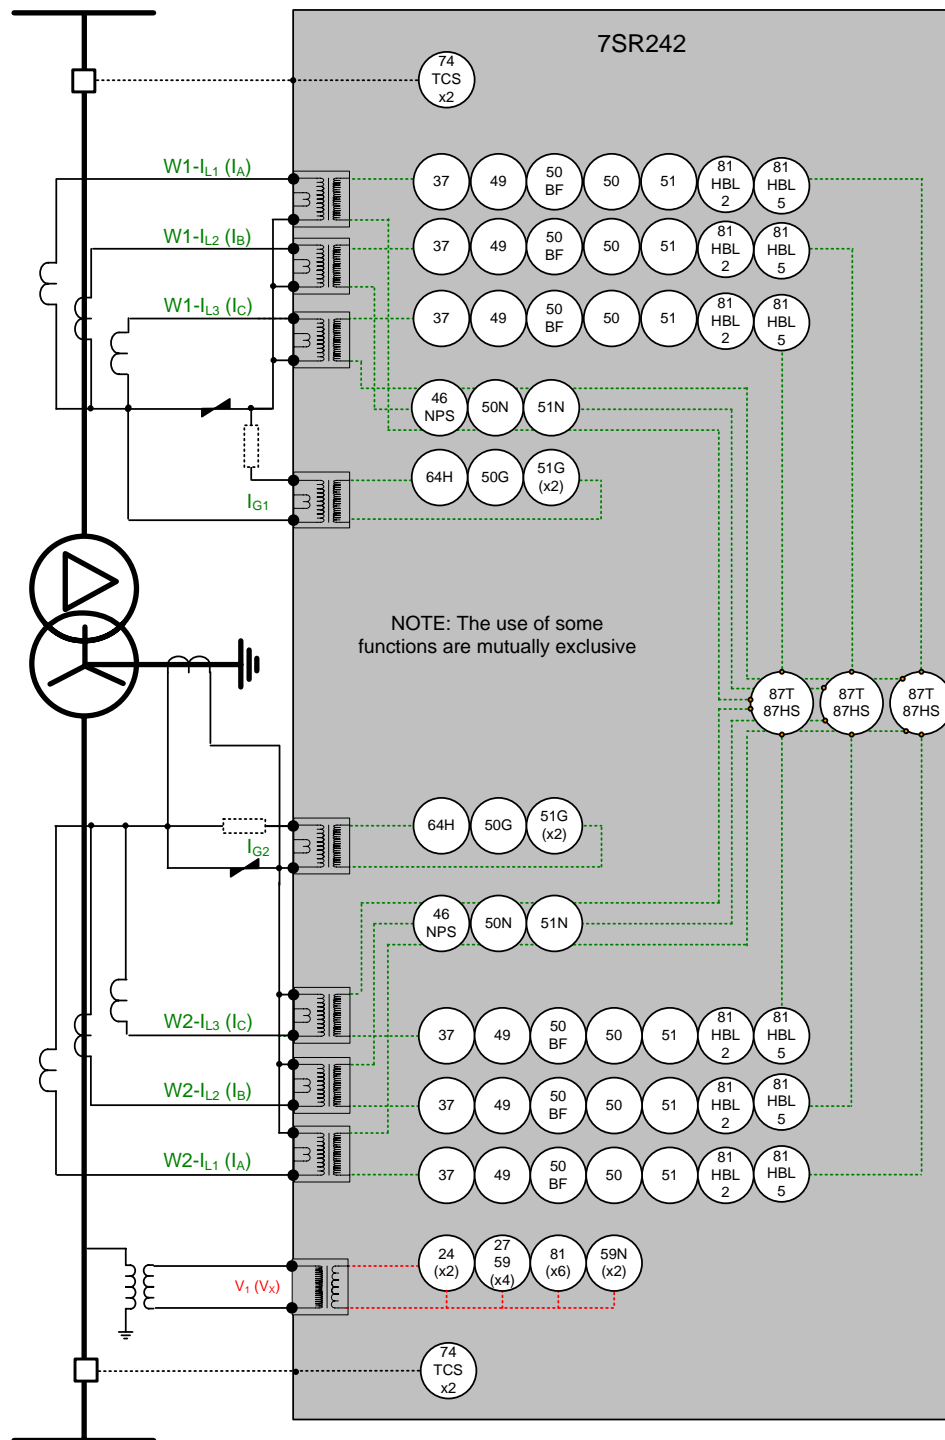 7SR242
74
TCS
x2
W1-IL1 (IA)
37
49
50
BF
50
51
81
HBL
2
81
HBL
5
W1-IL2 (IB)
37
49
50
BF
50
51
81
HBL
2
81
HBL
5
W1-IL3 (IC)
37
49
50
BF
50
51
81
HBL
2
81
HBL
5
46
NPS
50N
51N
IG1
64H
50G
51G
(x2)
NOTE: The use of some
functions are mutually exclusive
87T
87HS
87T
87HS
87T
87HS
IG2
64H
50G
51G
(x2)
46
NPS
50N
51N
W2-IL3 (IC)
37
49
50
BF
50
51
81
HBL
2
81
HBL
5
W2-IL2 (IB)
37
49
50
BF
50
51
81
HBL
2
81
HBL
5
W2-IL1 (IA)
37
49
50
BF
50
51
81
HBL
2
81
HBL
5
V1 (VX)
24
(x2)
27
59
(x4)
81
(x6)
59N
(x2)
74
TCS
x2